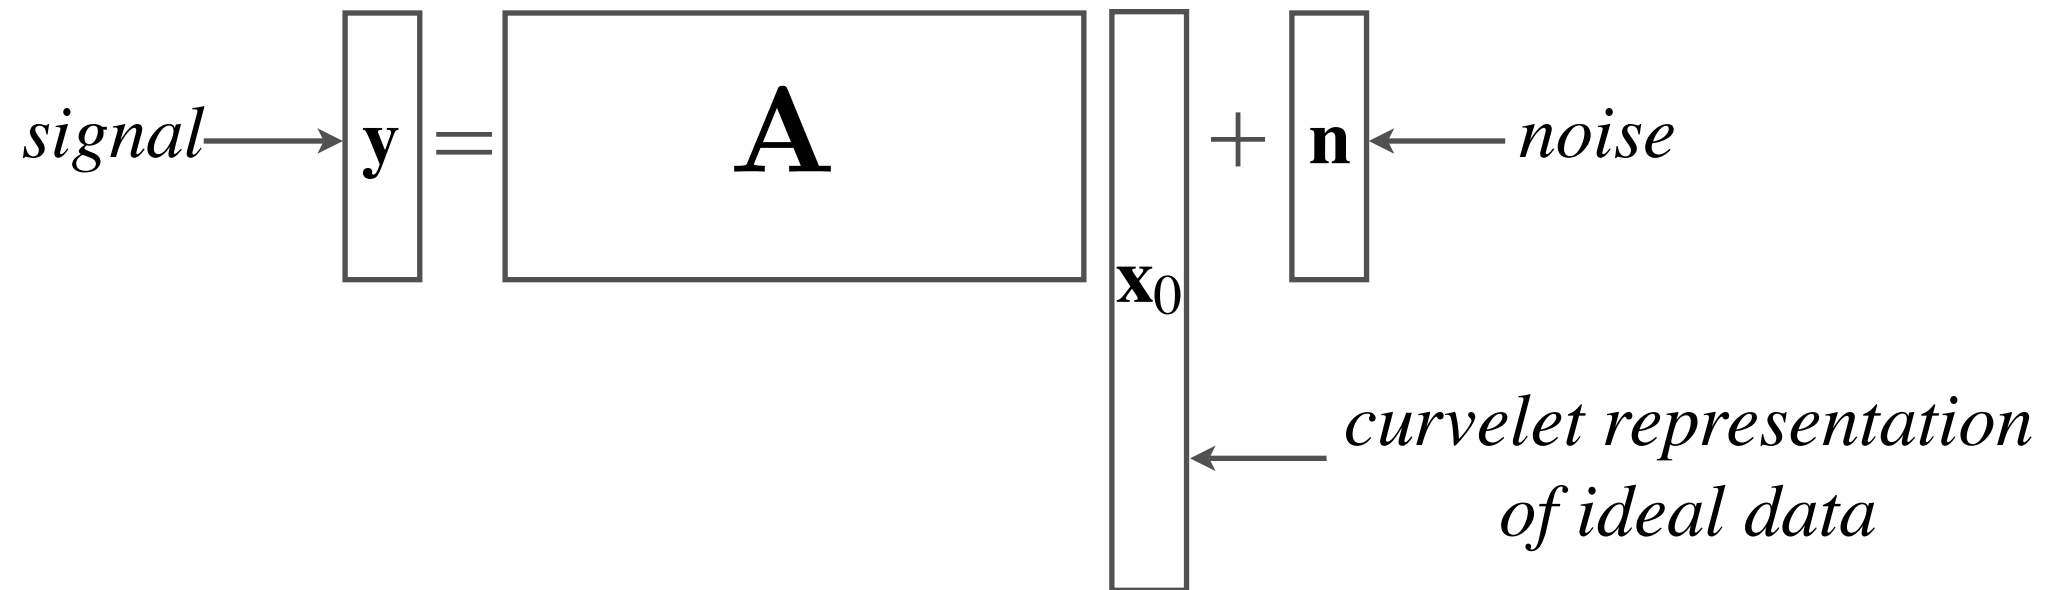 signal y = A x0 + n noise
curvelet representation
of ideal data